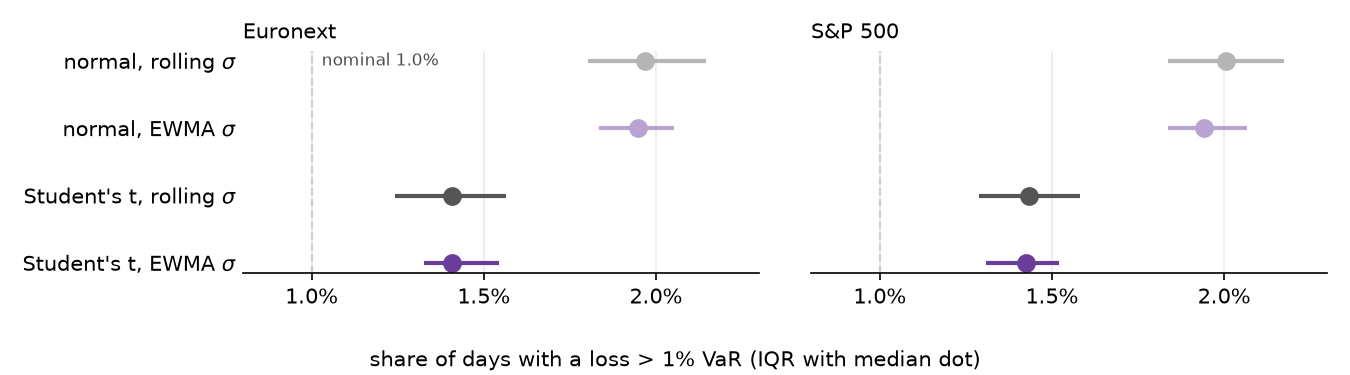 Euronext
S&P 500
normal, rolling σ
nominal 1.0%
normal, EWMA σ
Student's t, rolling σ
Student's t, EWMA σ
1.0% 1.5% 2.0%
1.0% 1.5% 2.0%
share of days with a loss > 1% VaR (IQR with median dot)